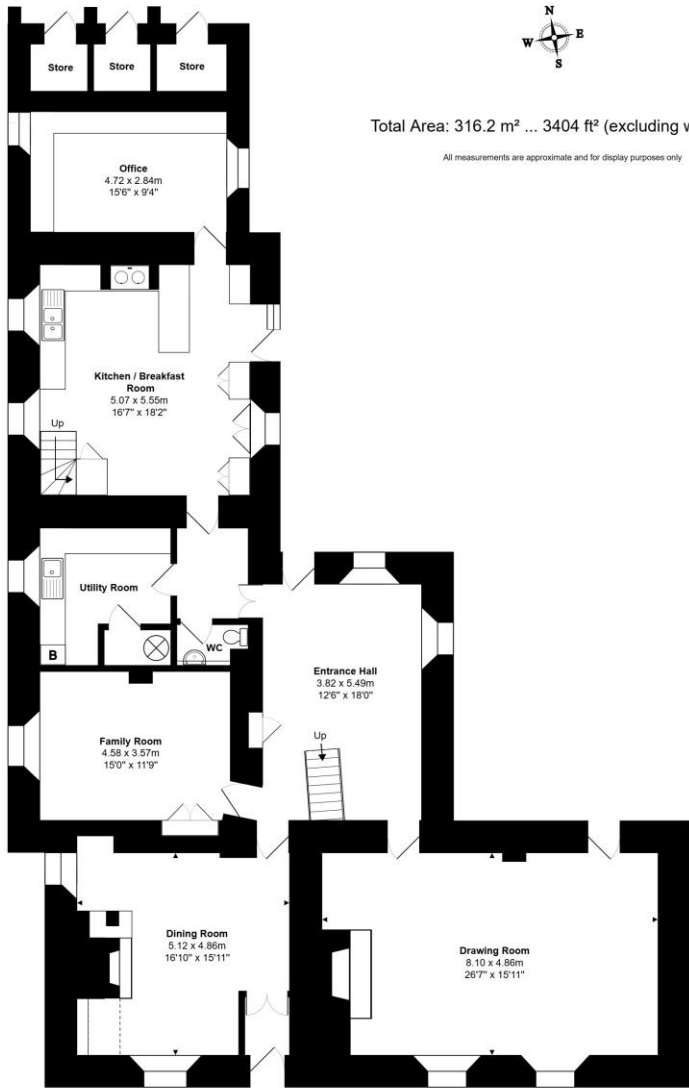 N
W E
S
Store
Store
Store
Total Area: 316.2 m² ... 3404 ft² (excluding
All measurements are approximate and for display purposes only
Office
4.72 x 2.84m
15'6" x 9'4"
Kitchen / Breakfast
Room
5.07 x 5.55m
16'7" x 18'2"
Up
Utility Room
B
WC
Entrance Hall
3.82 x 5.49m
12'6" x 18'0"
Family Room
4.58 x 3.57m
15'0" x 11'9"
Up
Dining Room
5.12 x 4.86m
16'10" x 15'11"
Drawing Room
8.10 x 4.86m
26'7" x 15'11"